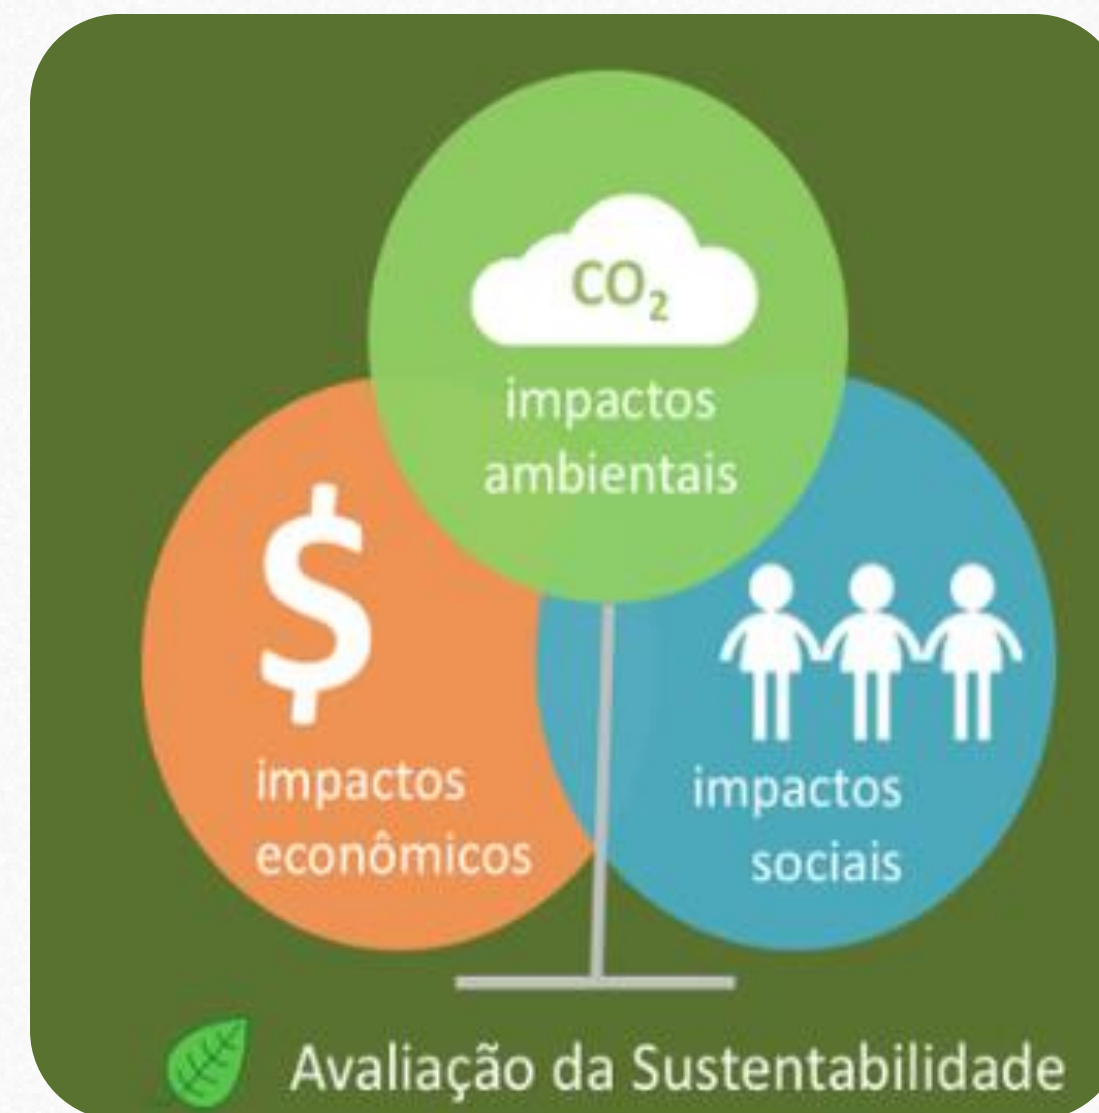 CO₂
impactos
ambientais
$
impactos
econômicos
impactos
sociais
Avaliação da Sustentabilidade